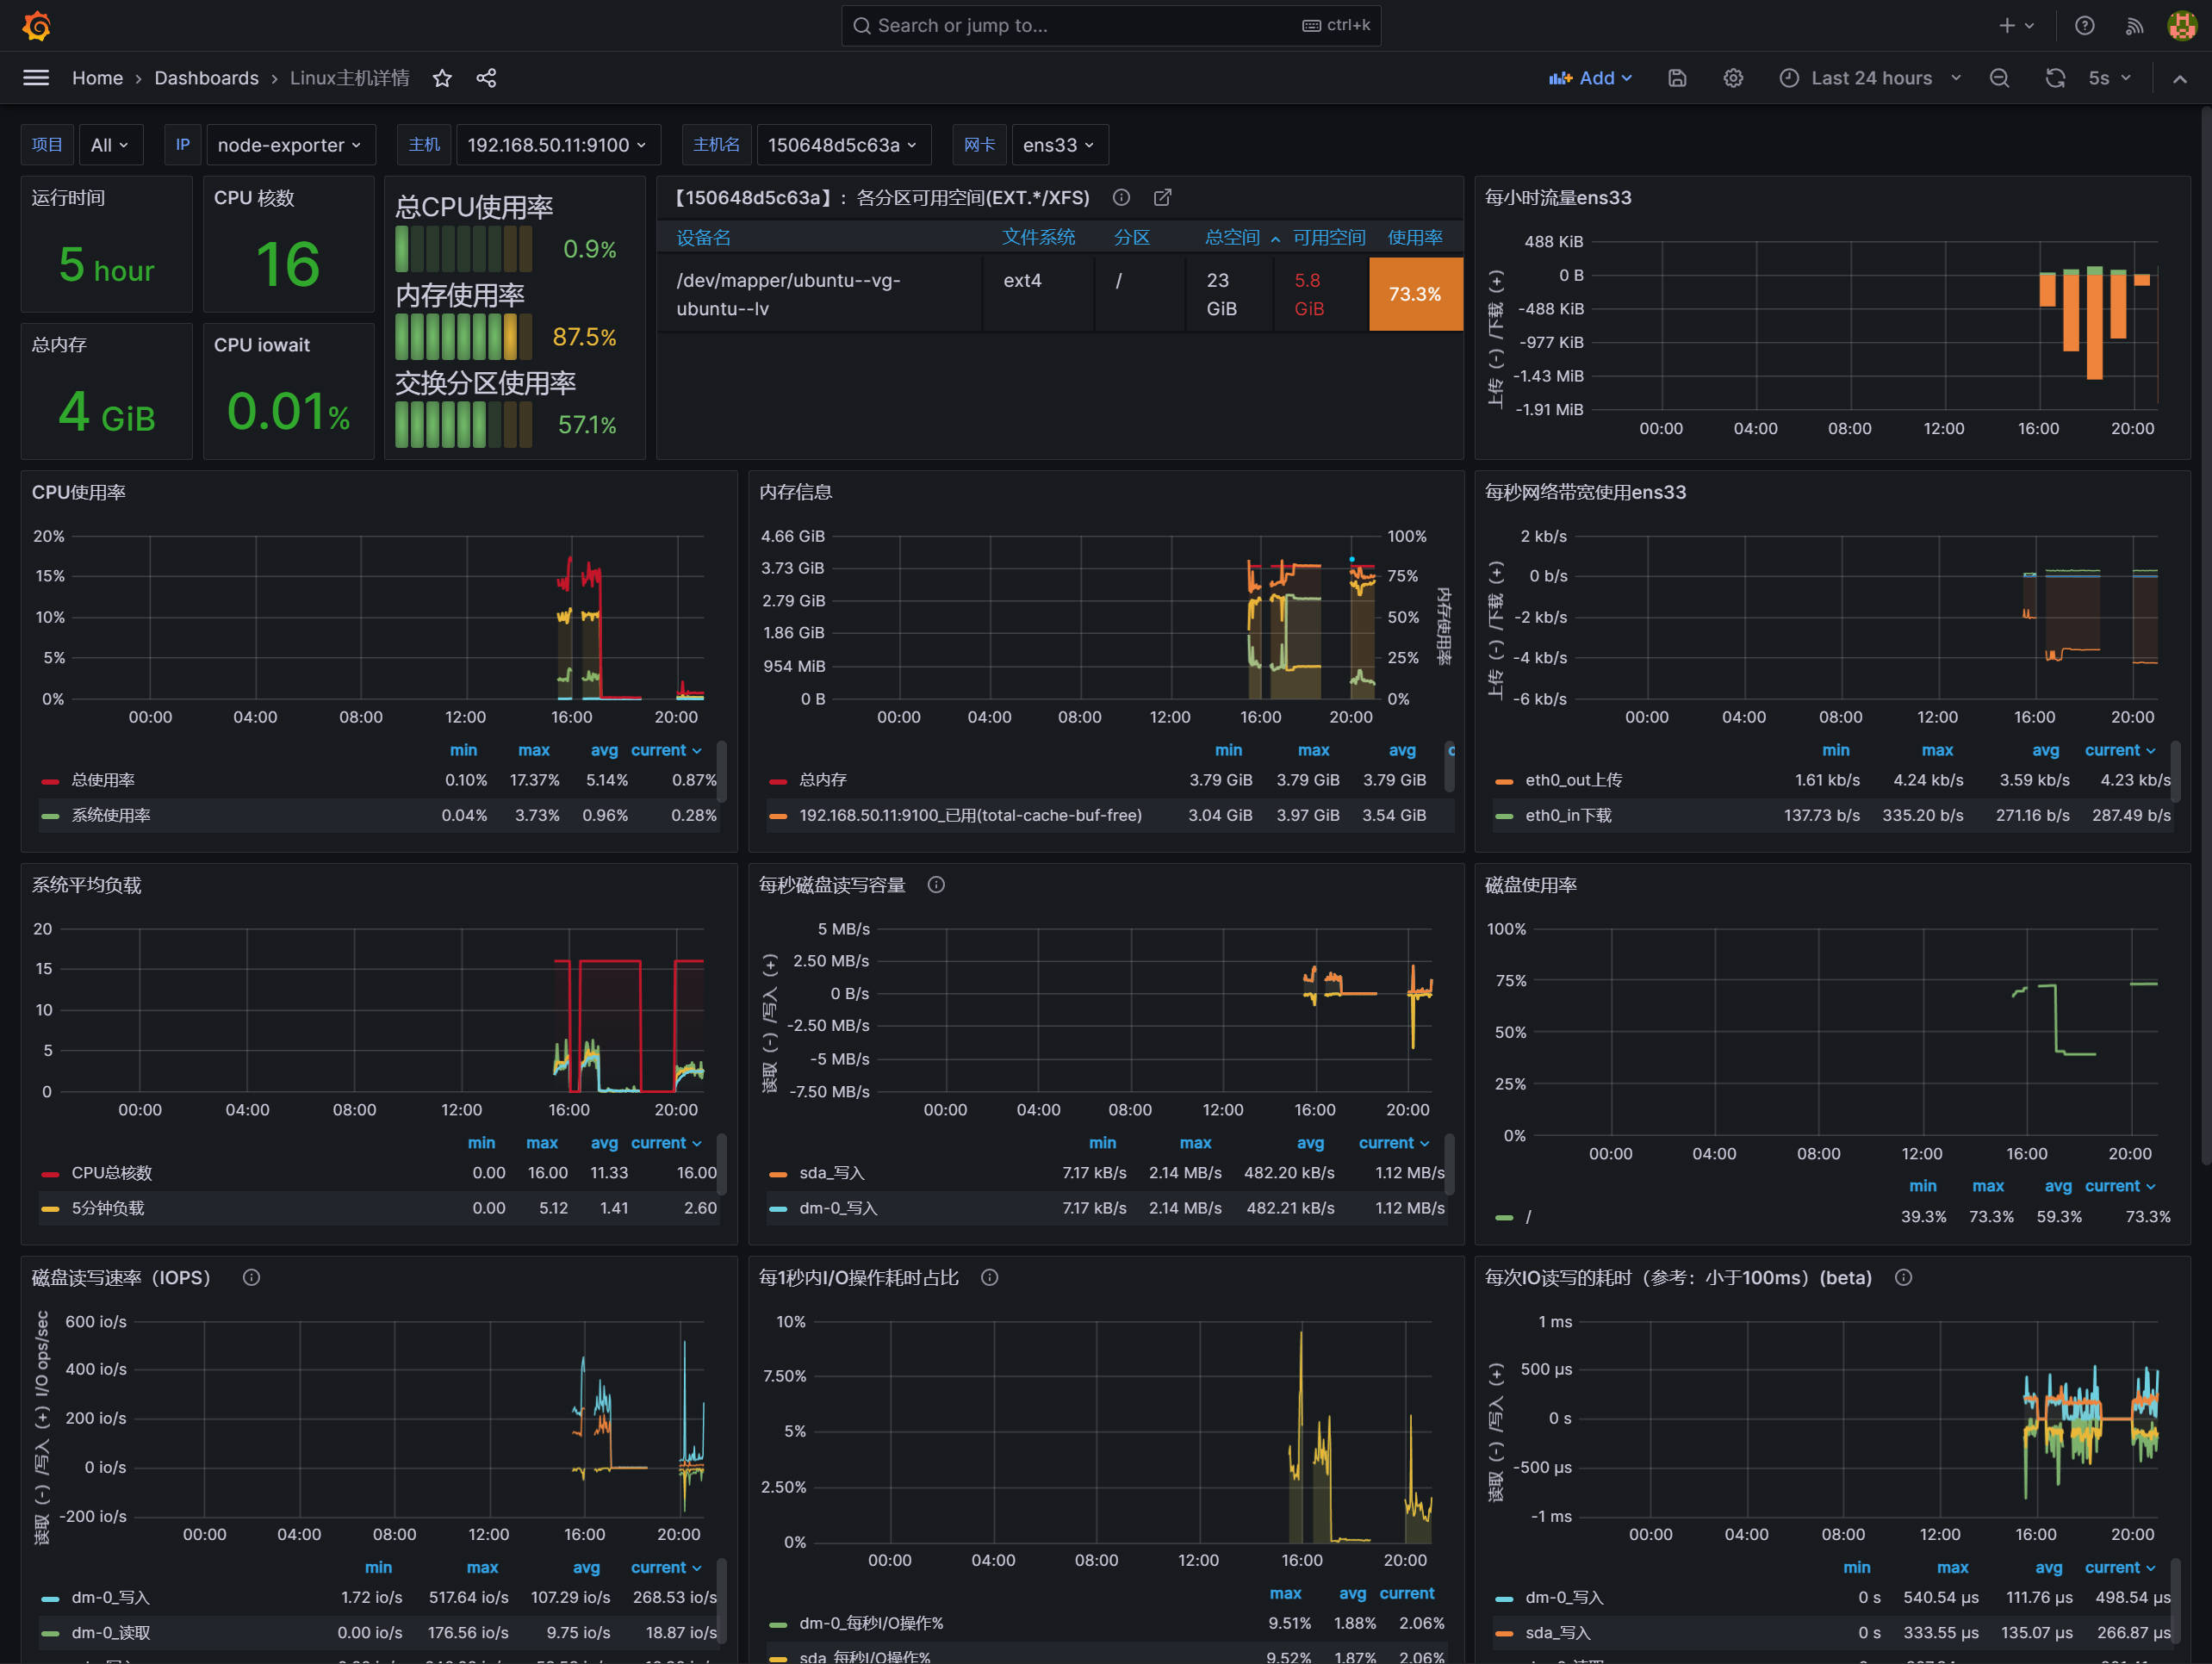 Search or jump to...
ctrl+k
Home › Dashboards › Linux主机详情
Add
Last 24 hours
5s
项目 All IP node-exporter 主机 192.168.50.11:9100 主机名 150648d5c63a 网卡 ens33
运行时间
5 hour
CPU 核数
16
总内存
4 GiB
CPU iowait
0.01%
总CPU使用率
0.9%
内存使用率
87.5%
交换分区使用率
57.1%
【150648d5c63a】：各分区可用空间(EXT.*/XFS)
设备名 文件系统 分区 总空间 可用空间 使用率
/dev/mapper/ubuntu--vg-ubuntu--lv ext4 / 23 GiB 5.8 GiB 73.3%
每小时流量ens33
上传（-）/下载（+）
488 KiB
0 B
-488 KiB
-977 KiB
-1.43 MiB
-1.91 MiB
00:00 04:00 08:00 12:00 16:00 20:00
CPU使用率
20%
15%
10%
5%
0%
00:00 04:00 08:00 12:00 16:00 20:00
min max avg current
总使用率 0.10% 17.37% 5.14% 0.87%
系统使用率 0.04% 3.73% 0.96% 0.28%
内存信息
4.66 GiB
3.73 GiB
2.79 GiB
1.86 GiB
954 MiB
0 B
100%
75%
50%
25%
0%
内存使用率
00:00 04:00 08:00 12:00 16:00 20:00
min max avg
总内存 3.79 GiB 3.79 GiB 3.79 GiB
192.168.50.11:9100_已用(total-cache-buf-free) 3.04 GiB 3.97 GiB 3.54 GiB
每秒网络带宽使用ens33
上传（-）/下载（+）
2 kb/s
0 b/s
-2 kb/s
-4 kb/s
-6 kb/s
00:00 04:00 08:00 12:00 16:00 20:00
min max avg current
eth0_out上传 1.61 kb/s 4.24 kb/s 3.59 kb/s 4.23 kb/s
eth0_in下载 137.73 b/s 335.20 b/s 271.16 b/s 287.49 b/s
系统平均负载
20
15
10
5
0
00:00 04:00 08:00 12:00 16:00 20:00
min max avg current
CPU总核数 0.00 16.00 11.33 16.00
5分钟负载 0.00 5.12 1.41 2.60
每秒磁盘读写容量
读取（-）/写入（+）
5 MB/s
2.50 MB/s
0 B/s
-2.50 MB/s
-5 MB/s
-7.50 MB/s
00:00 04:00 08:00 12:00 16:00 20:00
min max avg current
sda_写入 7.17 kB/s 2.14 MB/s 482.20 kB/s 1.12 MB/s
dm-0_写入 7.17 kB/s 2.14 MB/s 482.21 kB/s 1.12 MB/s
磁盘使用率
100%
75%
50%
25%
0%
00:00 04:00 08:00 12:00 16:00 20:00
min max avg current
/ 39.3% 73.3% 59.3% 73.3%
磁盘读写速率（IOPS）
读取（-）/写入（+）I/O ops/sec
600 io/s
400 io/s
200 io/s
0 io/s
-200 io/s
00:00 04:00 08:00 12:00 16:00 20:00
min max avg current
dm-0_写入 1.72 io/s 517.64 io/s 107.29 io/s 268.53 io/s
dm-0_读取 0.00 io/s 176.56 io/s 9.75 io/s 18.87 io/s
每1秒内I/O操作耗时占比
10%
7.50%
5%
2.50%
0%
00:00 04:00 08:00 12:00 16:00 20:00
max avg current
dm-0_每秒I/O操作% 9.51% 1.88% 2.06%
sda_每秒I/O操作% 9.52% 1.87% 2.06%
每次IO读写的耗时（参考：小于100ms）(beta)
读取（-）/写入（+）
1 ms
500 µs
0 s
-500 µs
-1 ms
00:00 04:00 08:00 12:00 16:00 20:00
min max avg current
dm-0_写入 0 s 540.54 µs 111.76 µs 498.54 µs
sda_写入 0 s 333.55 µs 135.07 µs 266.87 µs